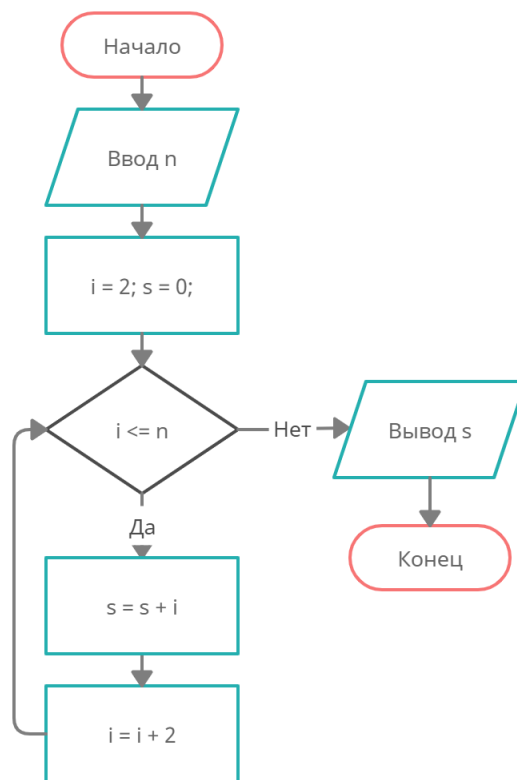 Начало
Ввод n
i = 2; s = 0;
i <= n
Нет
Вывод s
Да
Конец
s = s + i
i = i + 2